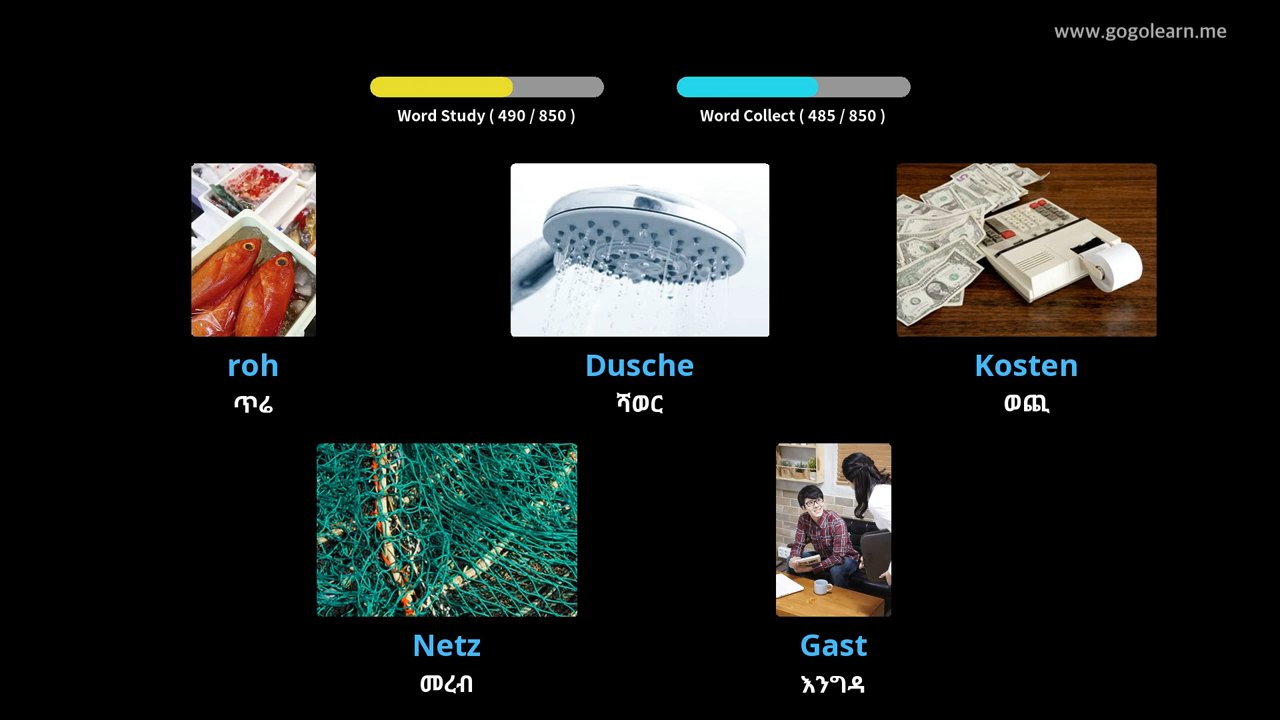 www.gogolearn.me
Word Study ( 490 / 850 )
Word Collect ( 485 / 850 )
roh
ጥሬ
Dusche
ሻወር
Kosten
ወጪ
Netz
መረብ
Gast
እንግዳ